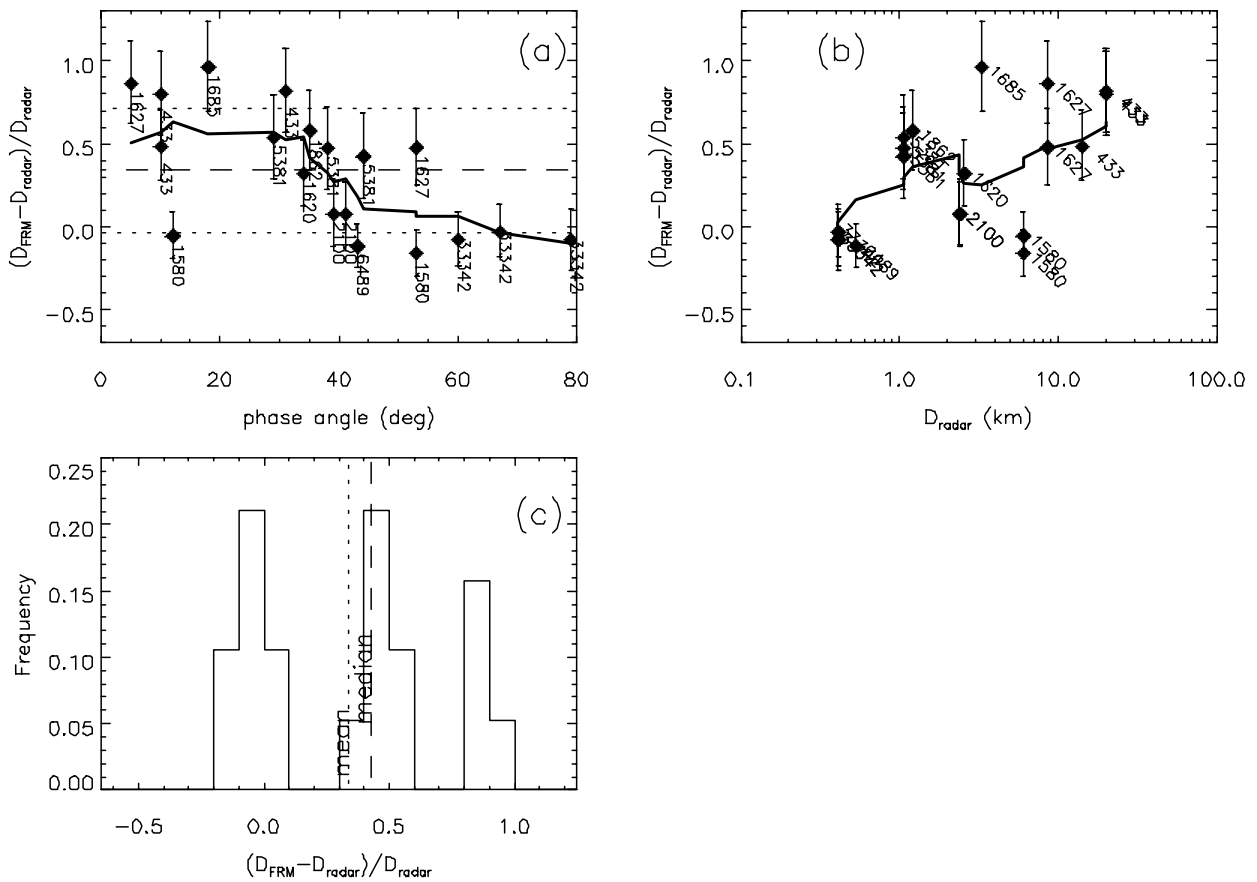 (a)
(D_FRM−D_radar)/D_radar
1.0
0.5
0.0
−0.5
1627
433
433
1580
1685
5381
433
1862
1620
5381
2100
2100
6489
5381
1627
1580
33342
33342
33342
0 20 40 60 80
phase angle (deg)
(b)
(D_FRM−D_radar)/D_radar
1.0
0.5
0.0
−0.5
1685
1627
1627
433
1620
2100
1580
1580
0.1 1.0 10.0 100.0
D_radar (km)
(c)
Frequency
0.25
0.20
0.15
0.10
0.05
0.00
mean
median
−0.5 0.0 0.5 1.0
(D_FRM−D_radar)/D_radar